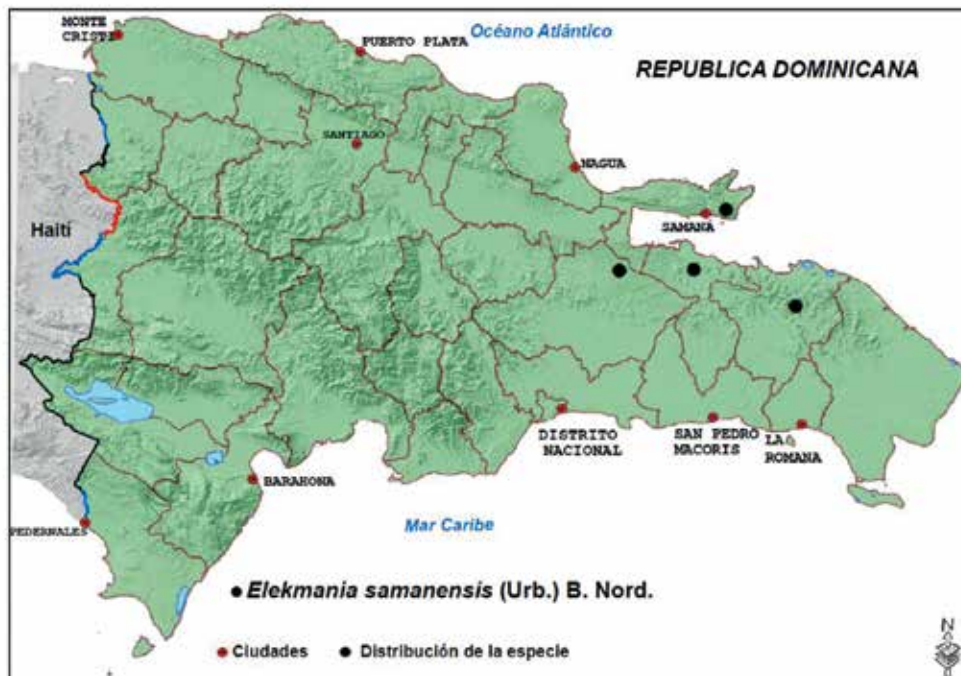 MONTE
CRISTI
PUERTO PLATA
Océano Atlántico
REPUBLICA DOMINICANA
SANTIAGO
NAGUA
Haití
SAMANA
DISTRITO
NACIONAL
SAN PEDRO
MACORIS
LA
ROMANA
BARAHONA
PEDERNALES
Mar Caribe
Elekmania samanensis (Urb.) B. Nord.
Ciudades
Distribución de la especie
N